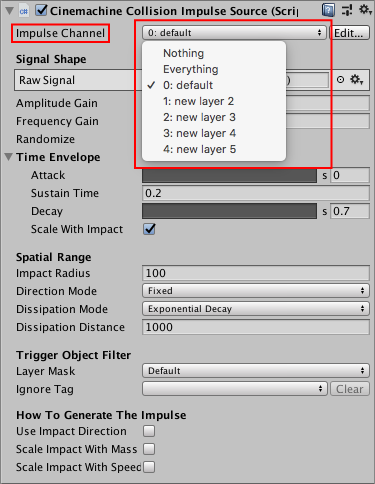 Cinemachine Collision Impulse Source (Scrip
Impulse Channel 0: default Edit...
Nothing
Everything
0: default
1: new layer 2
2: new layer 3
3: new layer 4
4: new layer 5
Signal Shape
Raw Signal )
Amplitude Gain
Frequency Gain
Randomize
Time Envelope
Attack s 0
Sustain Time 0.2
Decay s 0.7
Scale With Impact
Spatial Range
Impact Radius 100
Direction Mode Fixed
Dissipation Mode Exponential Decay
Dissipation Distance 1000
Trigger Object Filter
Layer Mask Default
Ignore Tag Clear
How To Generate The Impulse
Use Impact Direction
Scale Impact With Mass
Scale Impact With Speed